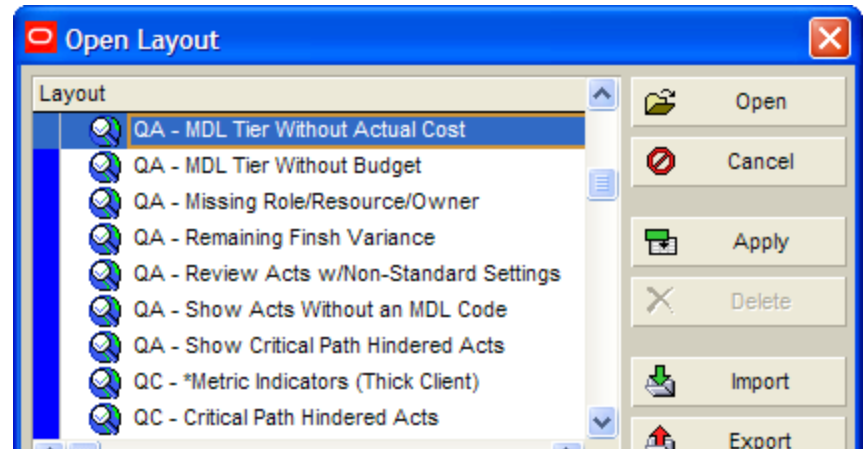 Open Layout
Layout
QA - MDL Tier Without Actual Cost
QA - MDL Tier Without Budget
QA - Missing Role/Resource/Owner
QA - Remaining Finsh Variance
QA - Review Acts w/Non-Standard Settings
QA - Show Acts Without an MDL Code
QA - Show Critical Path Hindered Acts
QC - *Metric Indicators (Thick Client)
QC - Critical Path Hindered Acts
Open
Cancel
Apply
Delete
Import
Export